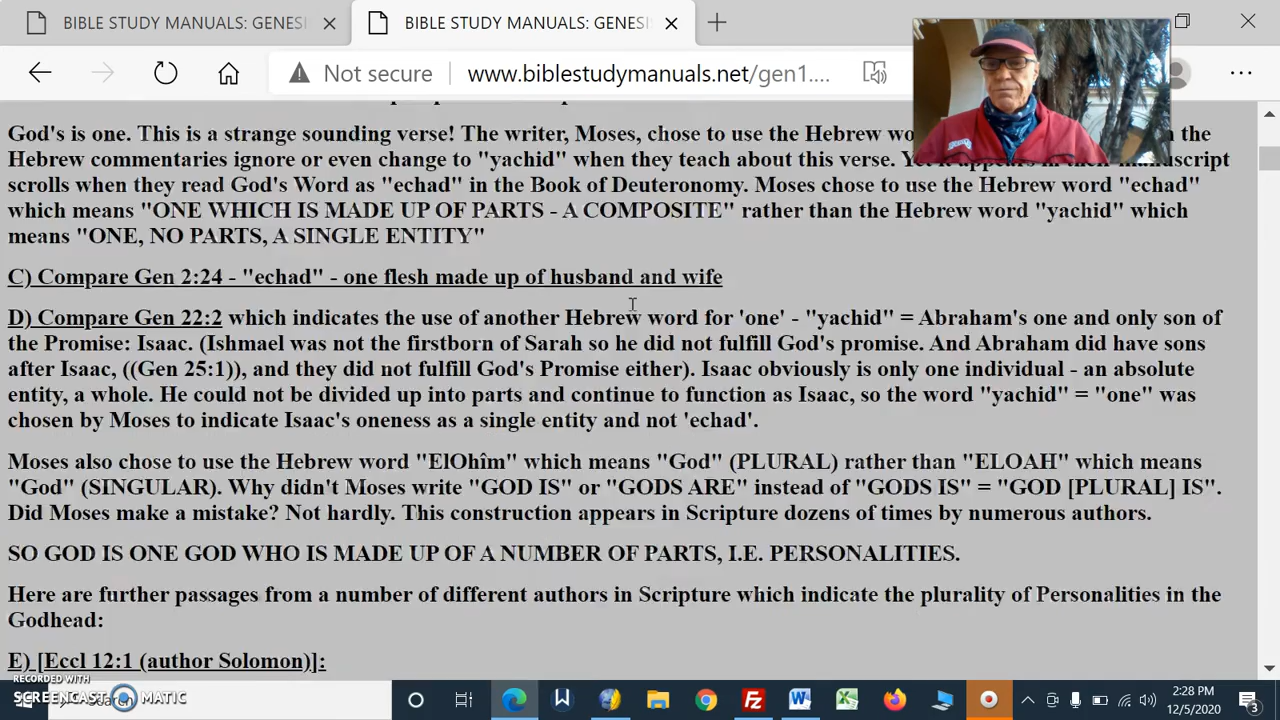 BIBLE STUDY MANUALS: GENESI
BIBLE STUDY MANUALS: GENESI
Not secure
www.biblestudymanuals.net/gen1....
God's is one. This is a strange sounding verse! The writer, Moses, chose to use the Hebrew the
Hebrew commentaries ignore or even change to "yachid" when they teach about this verse. manuscript
scrolls when they read God's Word as "echad" in the Book of Deuteronomy. Moses chose to use the Hebrew word "echad"
which means "ONE WHICH IS MADE UP OF PARTS - A COMPOSITE" rather than the Hebrew word "yachid" which
means "ONE, NO PARTS, A SINGLE ENTITY"
C) Compare Gen 2:24 - "echad" - one flesh made up of husband and wife
D) Compare Gen 22:2 which indicates the use of another Hebrew word for 'one' - "yachid" = Abraham's one and only son of
the Promise: Isaac. (Ishmael was not the firstborn of Sarah so he did not fulfill God's promise. And Abraham did have sons
after Isaac, ((Gen 25:1)), and they did not fulfill God's Promise either). Isaac obviously is only one individual - an absolute
entity, a whole. He could not be divided up into parts and continue to function as Isaac, so the word "yachid" = "one" was
chosen by Moses to indicate Isaac's oneness as a single entity and not 'echad'.
Moses also chose to use the Hebrew word "ElOhîm" which means "God" (PLURAL) rather than "ELOAH" which means
"God" (SINGULAR). Why didn't Moses write "GOD IS" or "GODS ARE" instead of "GODS IS" = "GOD [PLURAL] IS".
Did Moses make a mistake? Not hardly. This construction appears in Scripture dozens of times by numerous authors.
SO GOD IS ONE GOD WHO IS MADE UP OF A NUMBER OF PARTS, I.E. PERSONALITIES.
Here are further passages from a number of different authors in Scripture which indicate the plurality of Personalities in the
Godhead:
E) [Eccl 12:1 (author Solomon)]:
RECORDED WITH
SCREENCAST MATIC
2:28 PM
12/5/2020
3